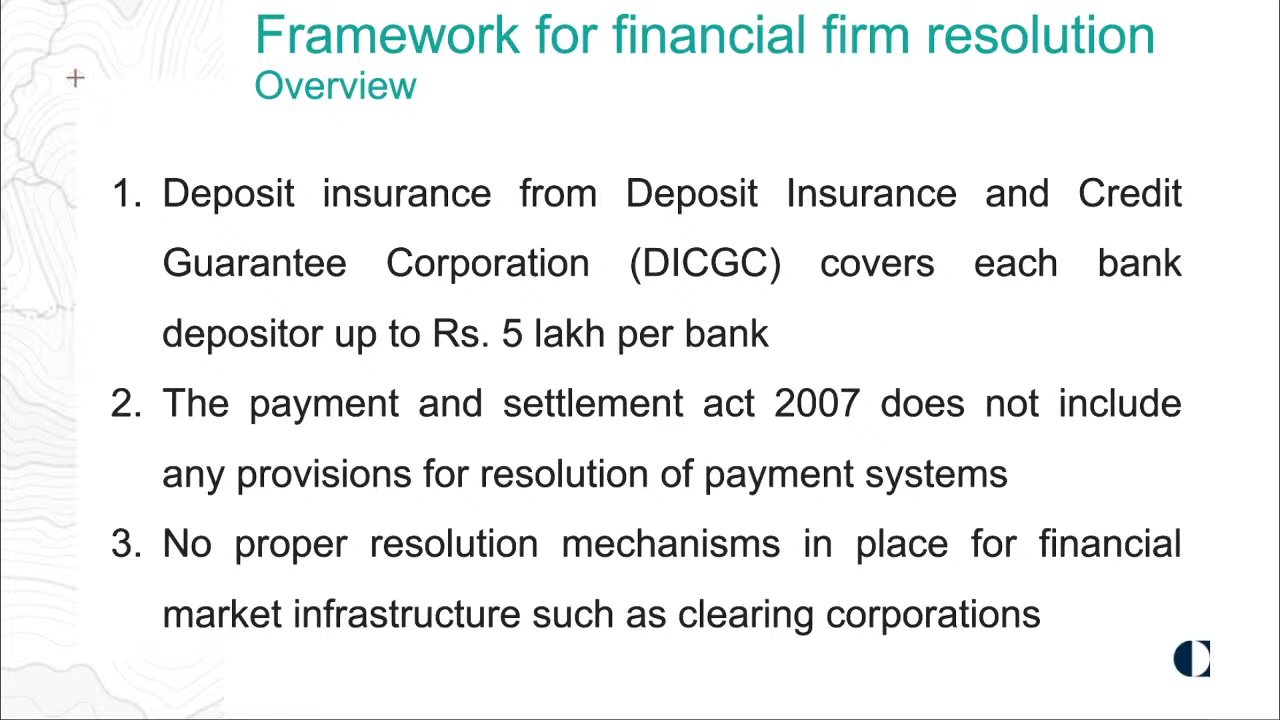 Framework for financial firm resolution
Overview
1. Deposit insurance from Deposit Insurance and Credit
Guarantee Corporation (DICGC) covers each bank
depositor up to Rs. 5 lakh per bank
2. The payment and settlement act 2007 does not include
any provisions for resolution of payment systems
3. No proper resolution mechanisms in place for financial
market infrastructure such as clearing corporations